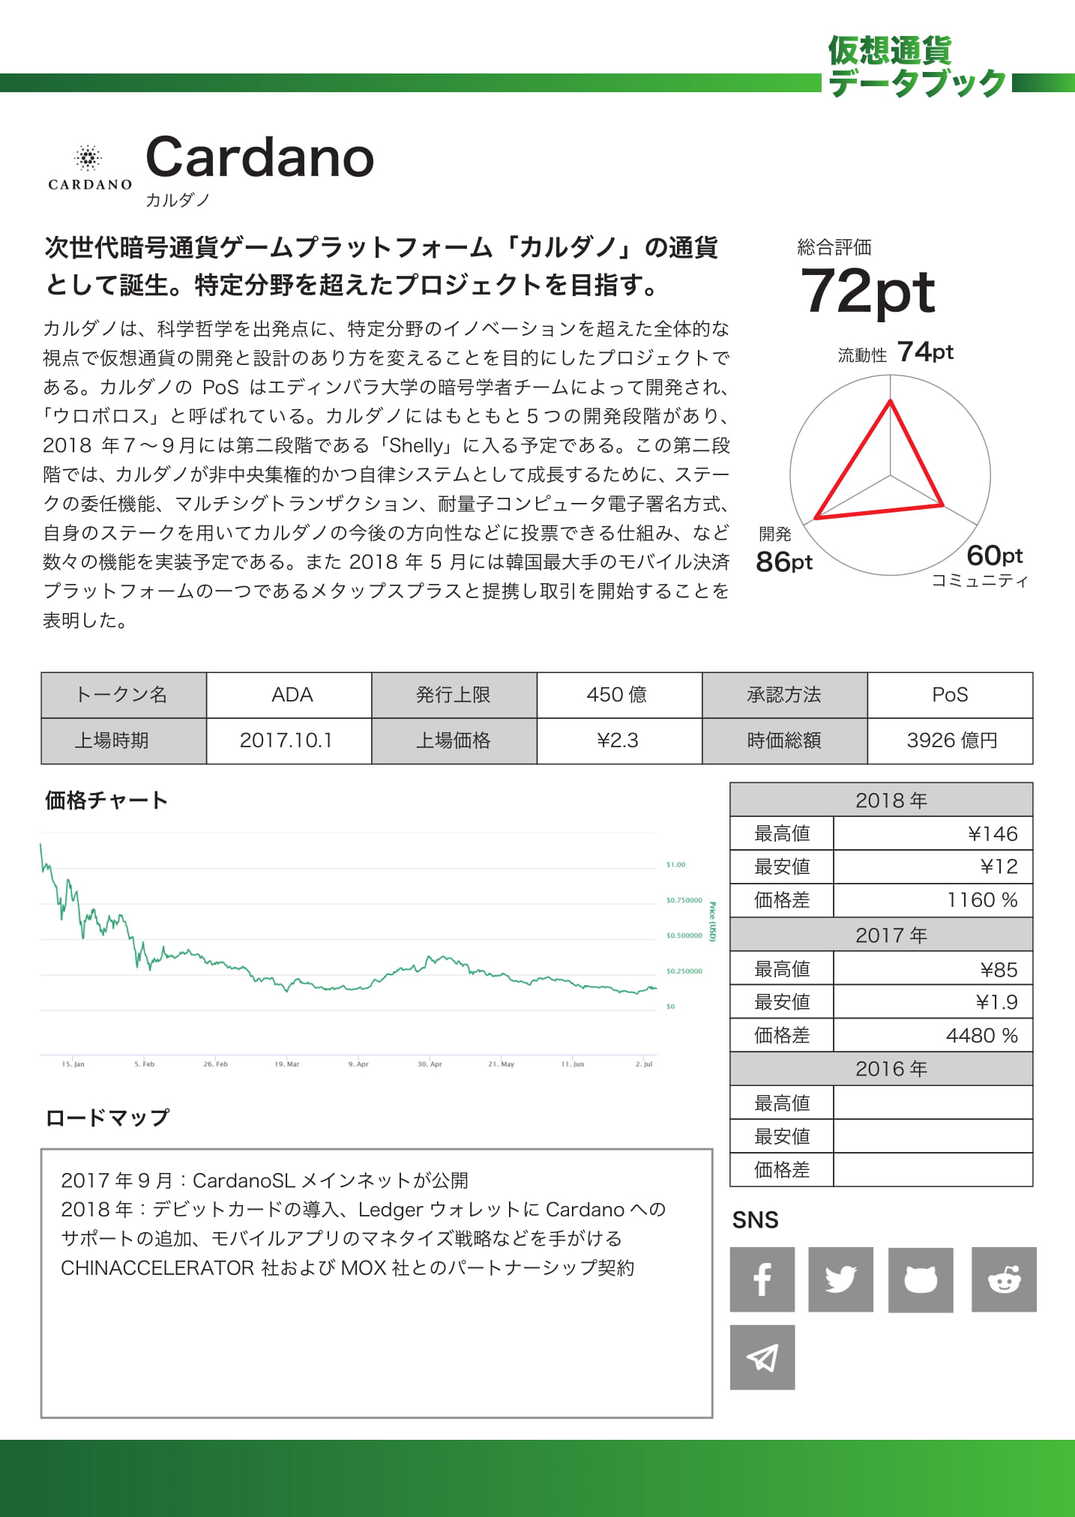 仮想通貨
データブック
CARDANO
Cardano
カルダノ
次世代暗号通貨ゲームプラットフォーム「カルダノ」の通貨
として誕生。特定分野を超えたプロジェクトを目指す。
カルダノは、科学哲学を出発点に、特定分野のイノベーションを超えた全体的な
視点で仮想通貨の開発と設計のあり方を変えることを目的にしたプロジェクトで
ある。カルダノの PoS はエディンバラ大学の暗号学者チームによって開発され、
「ウロボロス」と呼ばれている。カルダノにはもともと５つの開発段階があり、
2018 年７〜９月には第二段階である「Shelly」に入る予定である。この第二段
階では、カルダノが非中央集権的かつ自律システムとして成長するために、ステー
クの委任機能、マルチシグトランザクション、耐量子コンピュータ電子署名方式、
自身のステークを用いてカルダノの今後の方向性などに投票できる仕組み、など
数々の機能を実装予定である。また 2018 年 5 月には韓国最大手のモバイル決済
プラットフォームの一つであるメタップスプラスと提携し取引を開始することを
表明した。
総合評価
72pt
流動性 74pt
開発
86pt
60pt
コミュニティ
トークン名 ADA 発行上限 450 億 承認方法 PoS
上場時期 2017.10.1 上場価格 ¥2.3 時価総額 3926 億円
価格チャート
$1.00
$0.750000
$0.500000
$0.250000
$0
Price (USD)
15. Jan 5. Feb 26. Feb 19. Mar 9. Apr 30. Apr 21. May 11. Jun 2. Jul
2018 年
最高値 ¥146
最安値 ¥12
価格差 1160 %
2017 年
最高値 ¥85
最安値 ¥1.9
価格差 4480 %
2016 年
最高値
最安値
価格差
ロードマップ
2017 年 9 月：CardanoSL メインネットが公開
2018 年：デビットカードの導入、Ledger ウォレットに Cardano への
サポートの追加、モバイルアプリのマネタイズ戦略などを手がける
CHINACCELERATOR 社および MOX 社とのパートナーシップ契約
SNS